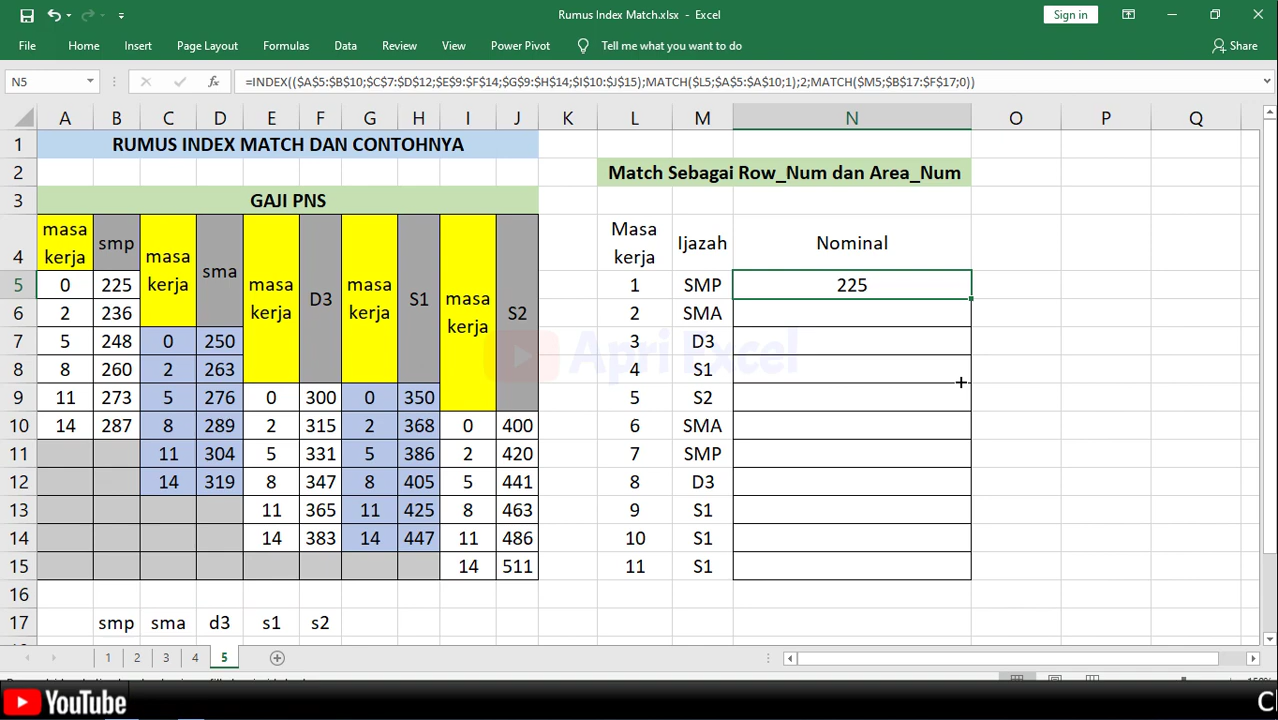 Rumus Index Match.xlsx - Excel
Sign in
File Home Insert Page Layout Formulas Data Review View Power Pivot Tell me what you want to do Share
N5 fx =INDEX(($A$5:$B$10;$C$7:$D$12;$E$9:$F$14;$G$9:$H$14;$I$10:$J$15);MATCH($L5;$A$5:$A$10;1);2;MATCH($M5;$B$17:$F$17;0))
A B C D E F G H I J K L M N O P Q
1 RUMUS INDEX MATCH DAN CONTOHNYA
2 Match Sebagai Row_Num dan Area_Num
3 GAJI PNS
4 masa kerja smp masa kerja sma masa kerja D3 masa kerja S1 masa kerja S2 Masa kerja Ijazah Nominal
5 0 225 1 SMP 225
6 2 236 2 SMA
7 5 248 0 250 3 D3
8 8 260 2 263 4 S1
9 11 273 5 276 0 300 0 350 5 S2
10 14 287 8 289 2 315 2 368 0 400 6 SMA
11 11 304 5 331 5 386 2 420 7 SMP
12 14 319 8 347 8 405 5 441 8 D3
13 11 365 11 425 8 463 9 S1
14 14 383 14 447 11 486 10 S1
15 14 511 11 S1
16
17 smp sma d3 s1 s2
Apri Excel
1 2 3 4 5
YouTube